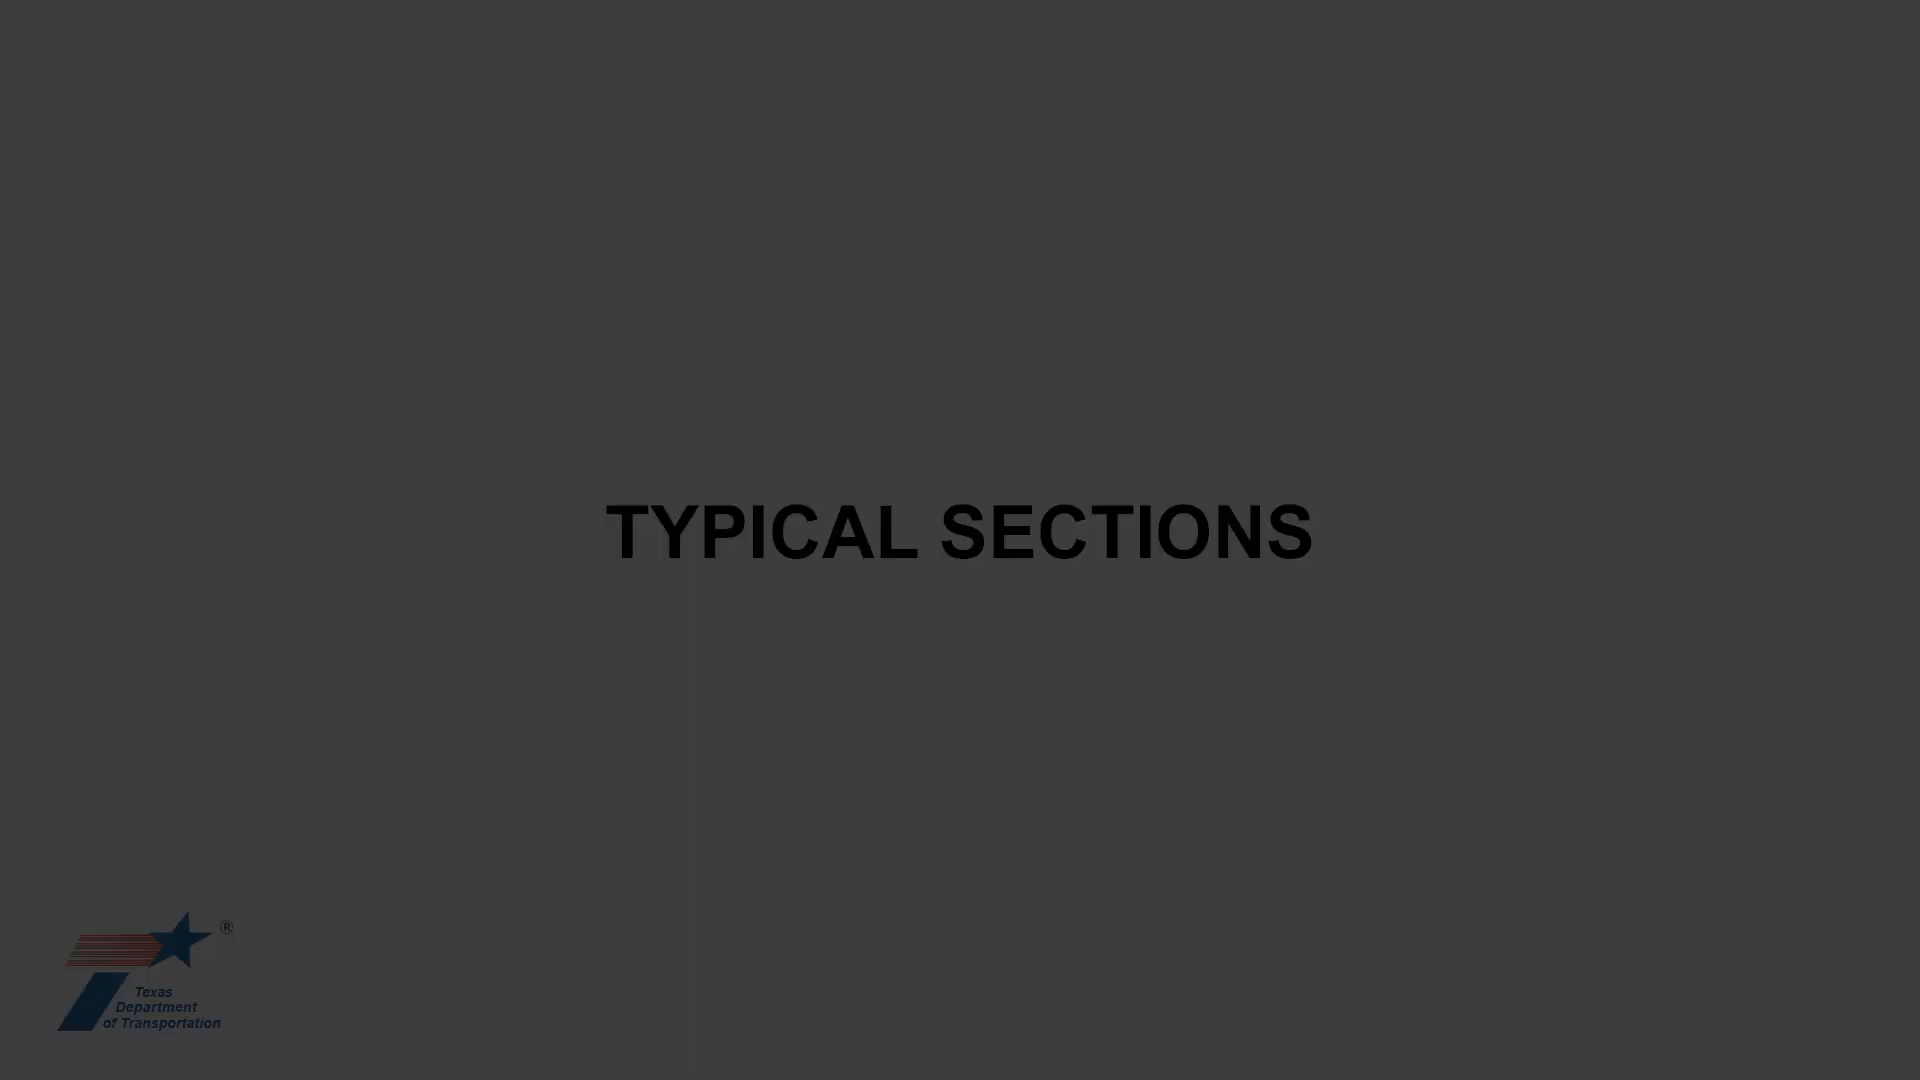 TYPICAL SECTIONS
®
Texas
Department
of Transportation